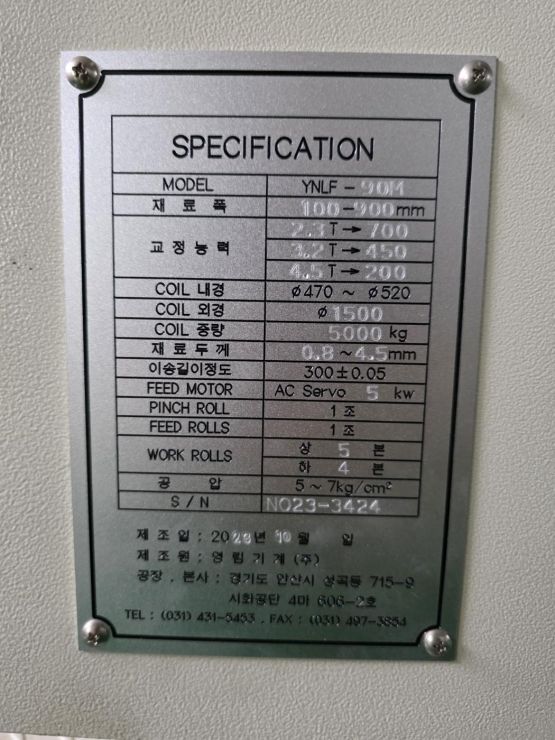 SPECIFICATION
MODEL YNLF - 90M
재 료 폭 100-900mm
교 정 능 력 2.3T→700
3.2T→450
4.5T→200
COIL 내경 ø470 ~ ø520
COIL 외경 ø1500
COIL 중량 5000 kg
재 료 두 께 0.8~4.5mm
이송길이정도 300±0.05
FEED MOTOR AC Servo 5 kw
PINCH ROLL 1 조
FEED ROLLS 1 조
WORK ROLLS 상 5 본
하 4 본
공 압 5~7kg/cm²
S / N NO23-3424
제 조 일 : 2023년 10월 일
제 조 원 : 영림기계 (주)
공장 . 본사 : 경기도 안산시 성곡동 715-9
시화공단 4마 606-2호
TEL : (031) 431-5453 . FAX : (031) 497-3854